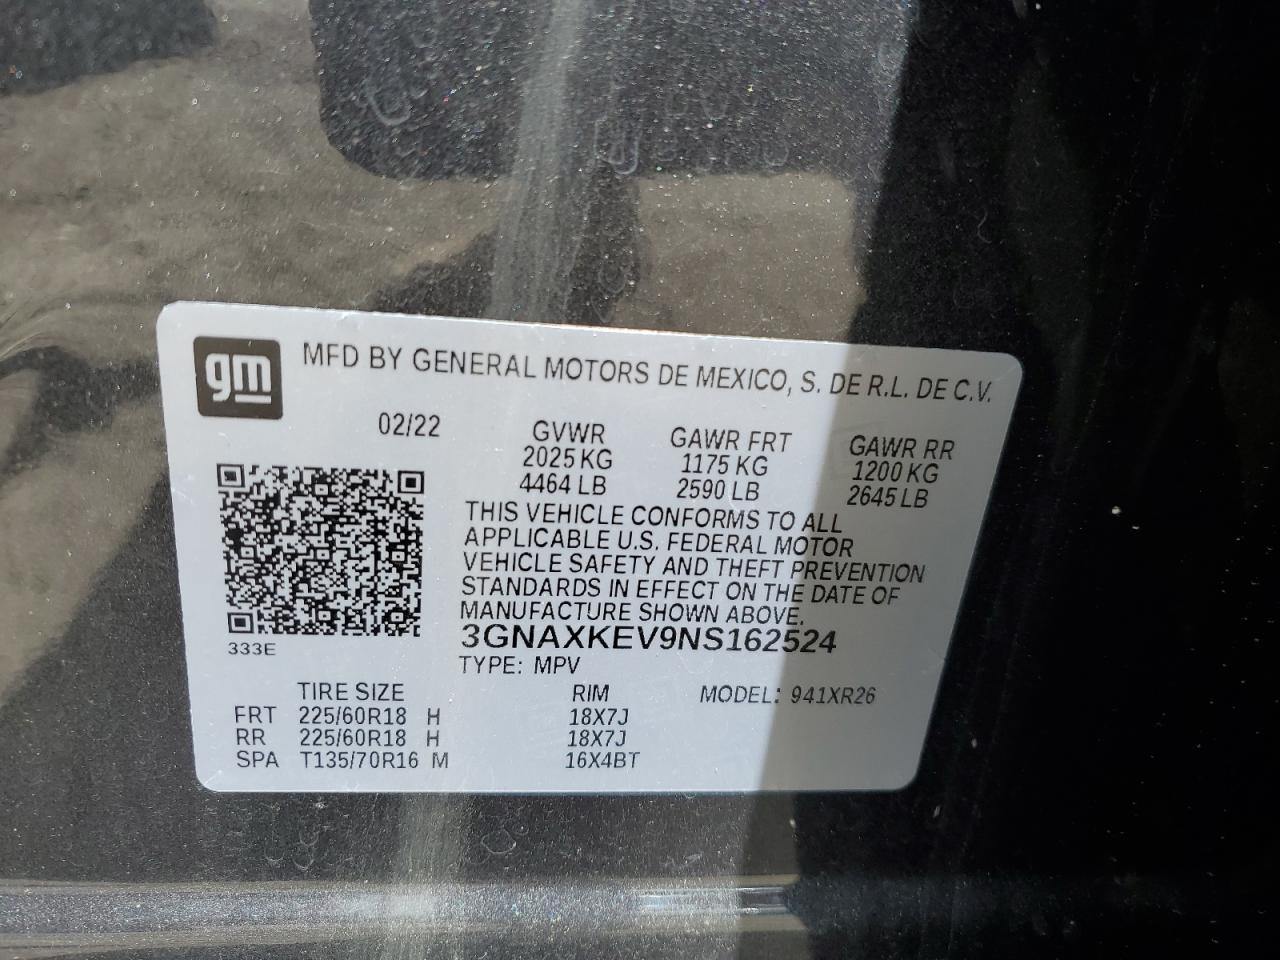 gm
MFD BY GENERAL MOTORS DE MEXICO, S. DE R.L. DE C.V.
02/22 GVWR GAWR FRT GAWR RR
2025 KG 1175 KG 1200 KG
4464 LB 2590 LB 2645 LB
THIS VEHICLE CONFORMS TO ALL
APPLICABLE U.S. FEDERAL MOTOR
VEHICLE SAFETY AND THEFT PREVENTION
STANDARDS IN EFFECT ON THE DATE OF
MANUFACTURE SHOWN ABOVE.
333E
3GNAXKEV9NS162524
TYPE: MPV
TIRE SIZE RIM MODEL: 941XR26
FRT 225/60R18 H 18X7J
RR 225/60R18 H 18X7J
SPA T135/70R16 M 16X4BT